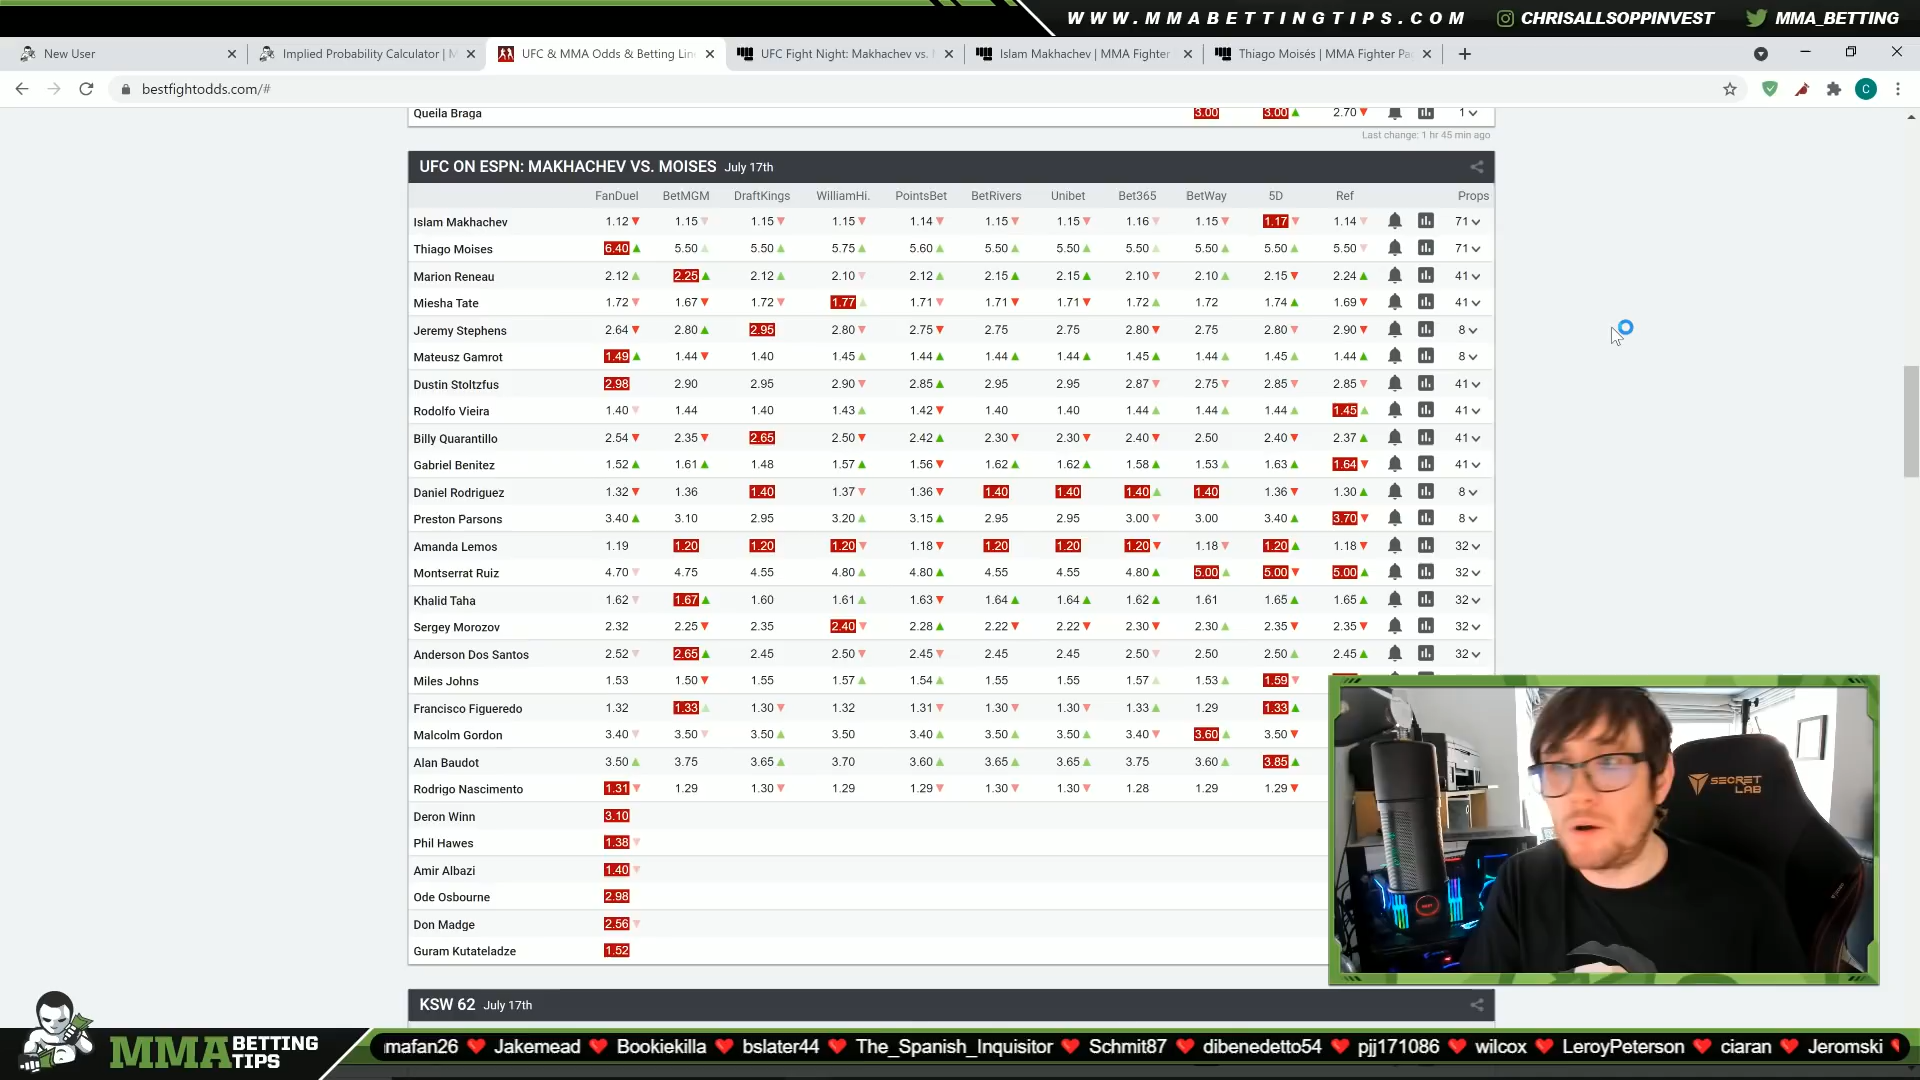 WWW.MMABETTINGTIPS.COM CHRISALLSOPPINVEST MMA_BETTING
New User Implied Probability Calculator | M UFC & MMA Odds & Betting Lin UFC Fight Night: Makhachev vs. Islam Makhachev | MMA Fighter Thiago Moisés | MMA Fighter Pa
bestfightodds.com/# C
Queila Braga 3.00 3.00 2.70 1
Last change: 1 hr 45 min ago
UFC ON ESPN: MAKHACHEV VS. MOISES July 17th
FanDuel BetMGM DraftKings WilliamHi. PointsBet BetRivers Unibet Bet365 BetWay 5D Ref Props
Islam Makhachev 1.12 1.15 1.15 1.15 1.14 1.15 1.15 1.16 1.15 1.17 1.14 71
Thiago Moises 6.40 5.50 5.50 5.75 5.60 5.50 5.50 5.50 5.50 5.50 5.50 71
Marion Reneau 2.12 2.25 2.12 2.10 2.12 2.15 2.15 2.10 2.10 2.15 2.24 41
Miesha Tate 1.72 1.67 1.72 1.77 1.71 1.71 1.71 1.72 1.72 1.74 1.69 41
Jeremy Stephens 2.64 2.80 2.95 2.80 2.75 2.75 2.75 2.80 2.75 2.80 2.90 8
Mateusz Gamrot 1.49 1.44 1.40 1.45 1.44 1.44 1.44 1.45 1.44 1.45 1.44 8
Dustin Stoltzfus 2.98 2.90 2.95 2.90 2.85 2.95 2.95 2.87 2.75 2.85 2.85 41
Rodolfo Vieira 1.40 1.44 1.40 1.43 1.42 1.40 1.40 1.44 1.44 1.44 1.45 41
Billy Quarantillo 2.54 2.35 2.65 2.50 2.42 2.30 2.30 2.40 2.50 2.40 2.37 41
Gabriel Benitez 1.52 1.61 1.48 1.57 1.56 1.62 1.62 1.58 1.53 1.63 1.64 41
Daniel Rodriguez 1.32 1.36 1.40 1.37 1.36 1.40 1.40 1.40 1.40 1.36 1.30 8
Preston Parsons 3.40 3.10 2.95 3.20 3.15 2.95 2.95 3.00 3.00 3.40 3.70 8
Amanda Lemos 1.19 1.20 1.20 1.20 1.18 1.20 1.20 1.20 1.18 1.20 1.18 32
Montserrat Ruiz 4.70 4.75 4.55 4.80 4.80 4.55 4.55 4.80 5.00 5.00 5.00 32
Khalid Taha 1.62 1.67 1.60 1.61 1.63 1.64 1.64 1.62 1.61 1.65 1.65 32
Sergey Morozov 2.32 2.25 2.35 2.40 2.28 2.22 2.22 2.30 2.30 2.35 2.35 32
Anderson Dos Santos 2.52 2.65 2.45 2.50 2.45 2.45 2.45 2.50 2.50 2.50 2.45 32
Miles Johns 1.53 1.50 1.55 1.57 1.54 1.55 1.55 1.57 1.53 1.59
Francisco Figueredo 1.32 1.33 1.30 1.32 1.31 1.30 1.30 1.33 1.29 1.33
Malcolm Gordon 3.40 3.50 3.50 3.50 3.40 3.50 3.50 3.40 3.60 3.50
Alan Baudot 3.50 3.75 3.65 3.70 3.60 3.65 3.65 3.75 3.60 3.85
Rodrigo Nascimento 1.31 1.29 1.30 1.29 1.29 1.30 1.30 1.28 1.29 1.29
Deron Winn 3.10
Phil Hawes 1.38
Amir Albazi 1.40
Ode Osbourne 2.98
Don Madge 2.56
Guram Kutateladze 1.52
SECRET
LAB
KSW 62 July 17th
MMA BETTING TIPS
mafan26 Jakemead Bookiekilla bslater44 The_Spanish_Inquisitor Schmit87 dibenedetto54 pjj171086 wilcox LeroyPeterson ciaran Jeromski